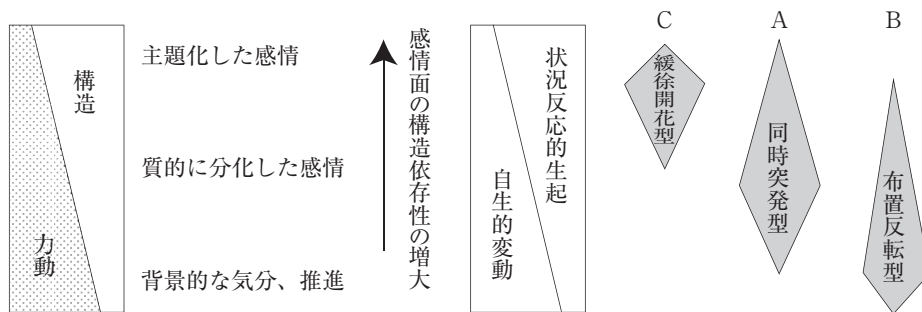 構造
力動
主題化した感情
質的に分化した感情
背景的な気分、推進
感情面の構造依存性の増大
状況反応的生起
自生的変動
C
緩徐開花型
A
同時突発型
B
布置反転型